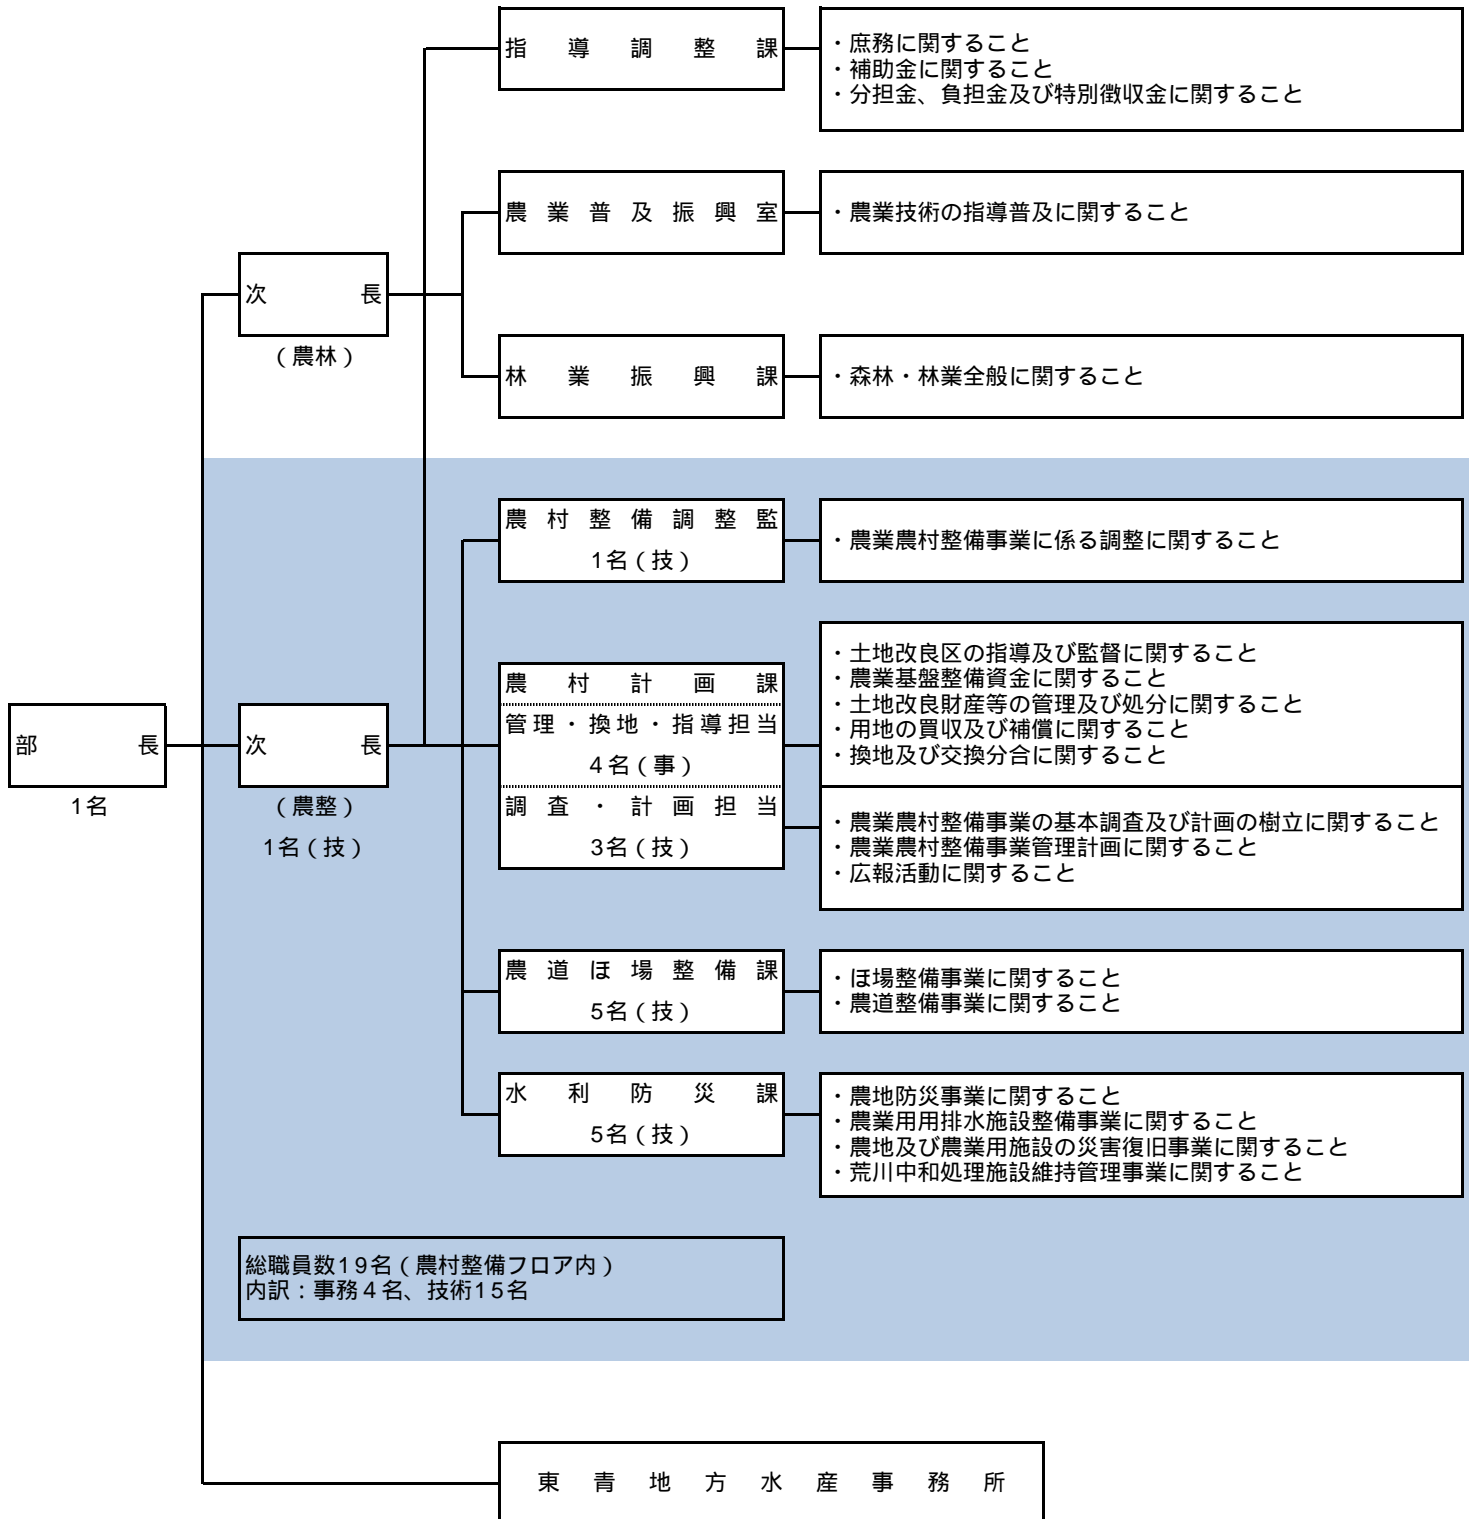 指導調整課
・庶務に関すること
・補助金に関すること
・分担金、負担金及び特別徴収金に関すること
農業普及振興室
・農業技術の指導普及に関すること
次長
（農林）
林業振興課
・森林・林業全般に関すること
農村整備調整監
1名（技）
・農業農村整備事業に係る調整に関すること
部長
1名
次長
（農整）
1名（技）
農村計画課
管理・換地・指導担当
4名（事）
・土地改良区の指導及び監督に関すること
・農業基盤整備資金に関すること
・土地改良財産等の管理及び処分に関すること
・用地の買収及び補償に関すること
・換地及び交換分合に関すること
調査・計画担当
3名（技）
・農業農村整備事業の基本調査及び計画の樹立に関すること
・農業農村整備事業管理計画に関すること
・広報活動に関すること
農道ほ場整備課
5名（技）
・ほ場整備事業に関すること
・農道整備事業に関すること
水利防災課
5名（技）
・農地防災事業に関すること
・農業用用排水施設整備事業に関すること
・農地及び農業用施設の災害復旧事業に関すること
・荒川中和処理施設維持管理事業に関すること
総職員数19名（農村整備フロア内）
内訳：事務４名、技術15名
東青地方水産事務所